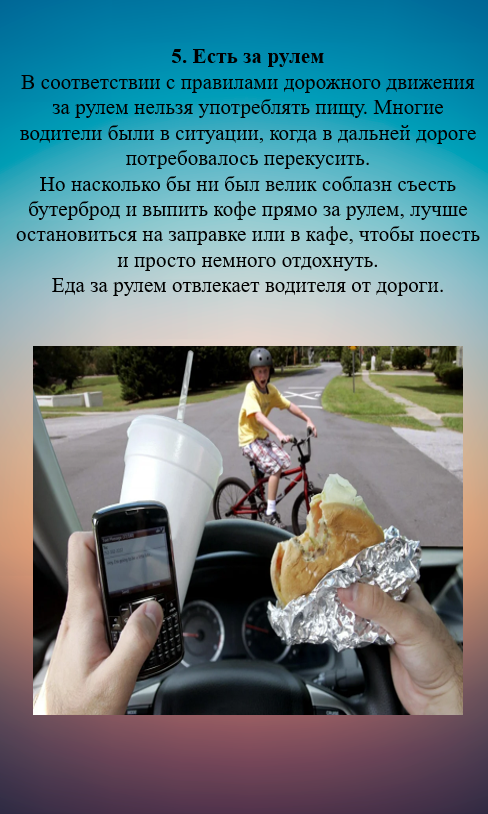 5. Есть за рулем
В соответствии с правилами дорожного движения
за рулем нельзя употреблять пищу. Многие
водители были в ситуации, когда в дальней дороге
потребовалось перекусить.
Но насколько бы ни был велик соблазн съесть
бутерброд и выпить кофе прямо за рулем, лучше
остановиться на заправке или в кафе, чтобы поесть
и просто немного отдохнуть.
Еда за рулем отвлекает водителя от дороги.